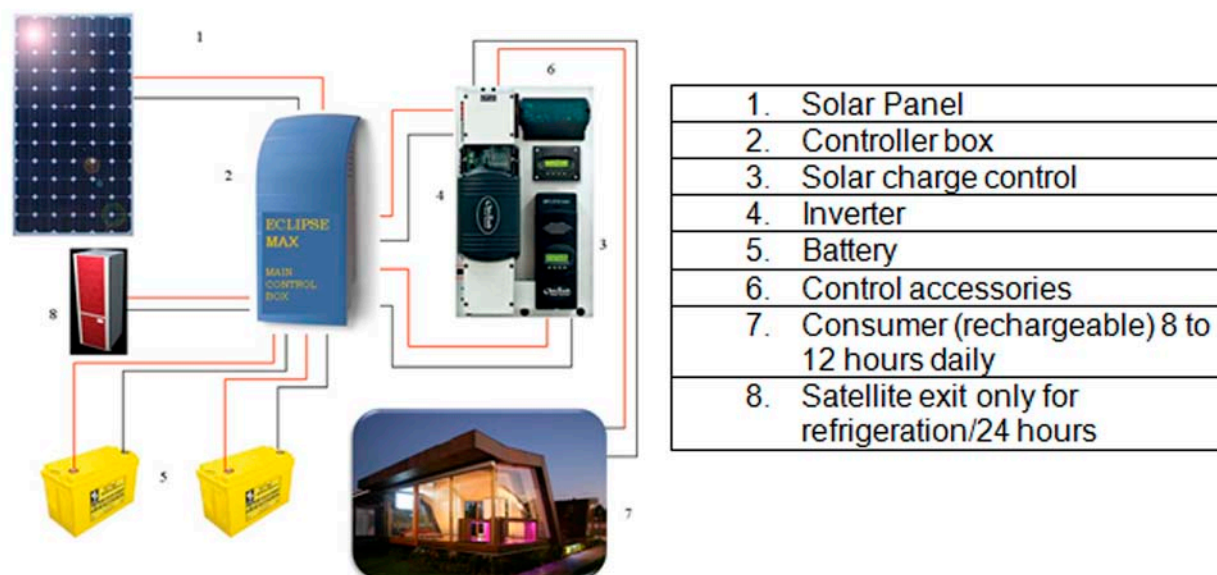 1
6
2
ECLIPSE
MAX
MAIN
CONTROL
BOX
4
3
8
5
7
1. Solar Panel
2. Controller box
3. Solar charge control
4. Inverter
5. Battery
6. Control accessories
7. Consumer (rechargeable) 8 to
12 hours daily
8. Satellite exit only for
refrigeration/24 hours